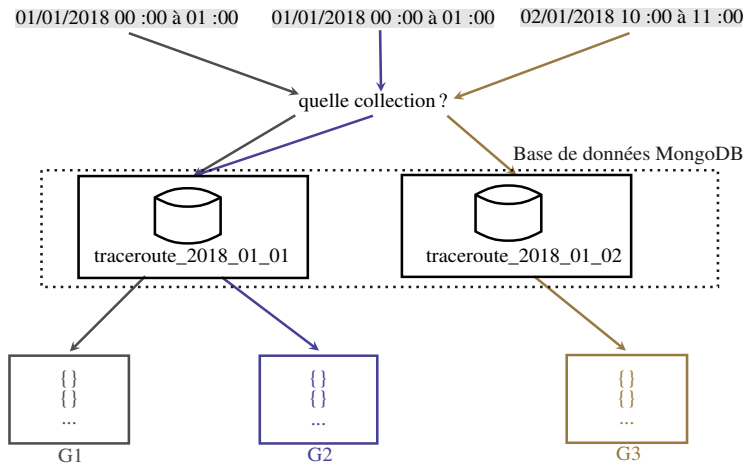 01/01/2018 00 :00 à 01 :00 01/01/2018 00 :00 à 01 :00 02/01/2018 10 :00 à 11 :00
quelle collection ?
Base de données MongoDB
traceroute_2018_01_01 traceroute_2018_01_02
{} {} {}
{} {} {}
... ... ...
G1 G2 G3